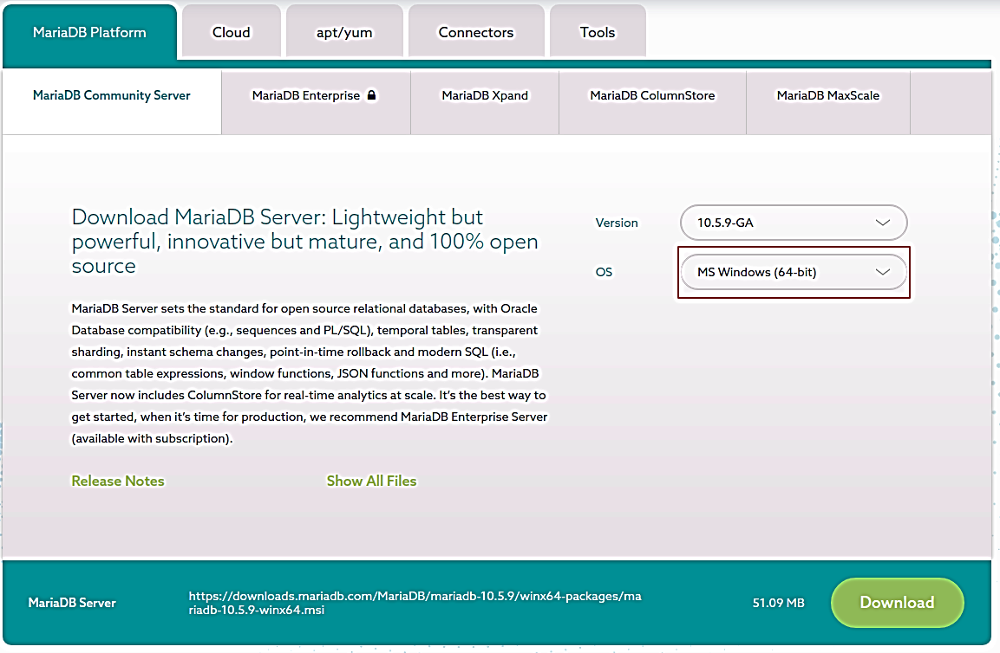 MariaDB Platform
Cloud
apt/yum
Connectors
Tools
MariaDB Community Server
MariaDB Enterprise
MariaDB Xpand
MariaDB ColumnStore
MariaDB MaxScale
Download MariaDB Server: Lightweight but
powerful, innovative but mature, and 100% open
source
Version
10.5.9-GA
OS
MS Windows (64-bit)
MariaDB Server sets the standard for open source relational databases, with Oracle
Database compatibility (e.g., sequences and PL/SQL), temporal tables, transparent
sharding, instant schema changes, point-in-time rollback and modern SQL (i.e.,
common table expressions, window functions, JSON functions and more). MariaDB
Server now includes ColumnStore for real-time analytics at scale. It's the best way to
get started, when it's time for production, we recommend MariaDB Enterprise Server
(available with subscription).
Release Notes
Show All Files
MariaDB Server
https://downloads.mariadb.com/MariaDB/mariadb-10.5.9/winx64-packages/ma
riadb-10.5.9-winx64.msi
51.09 MB
Download